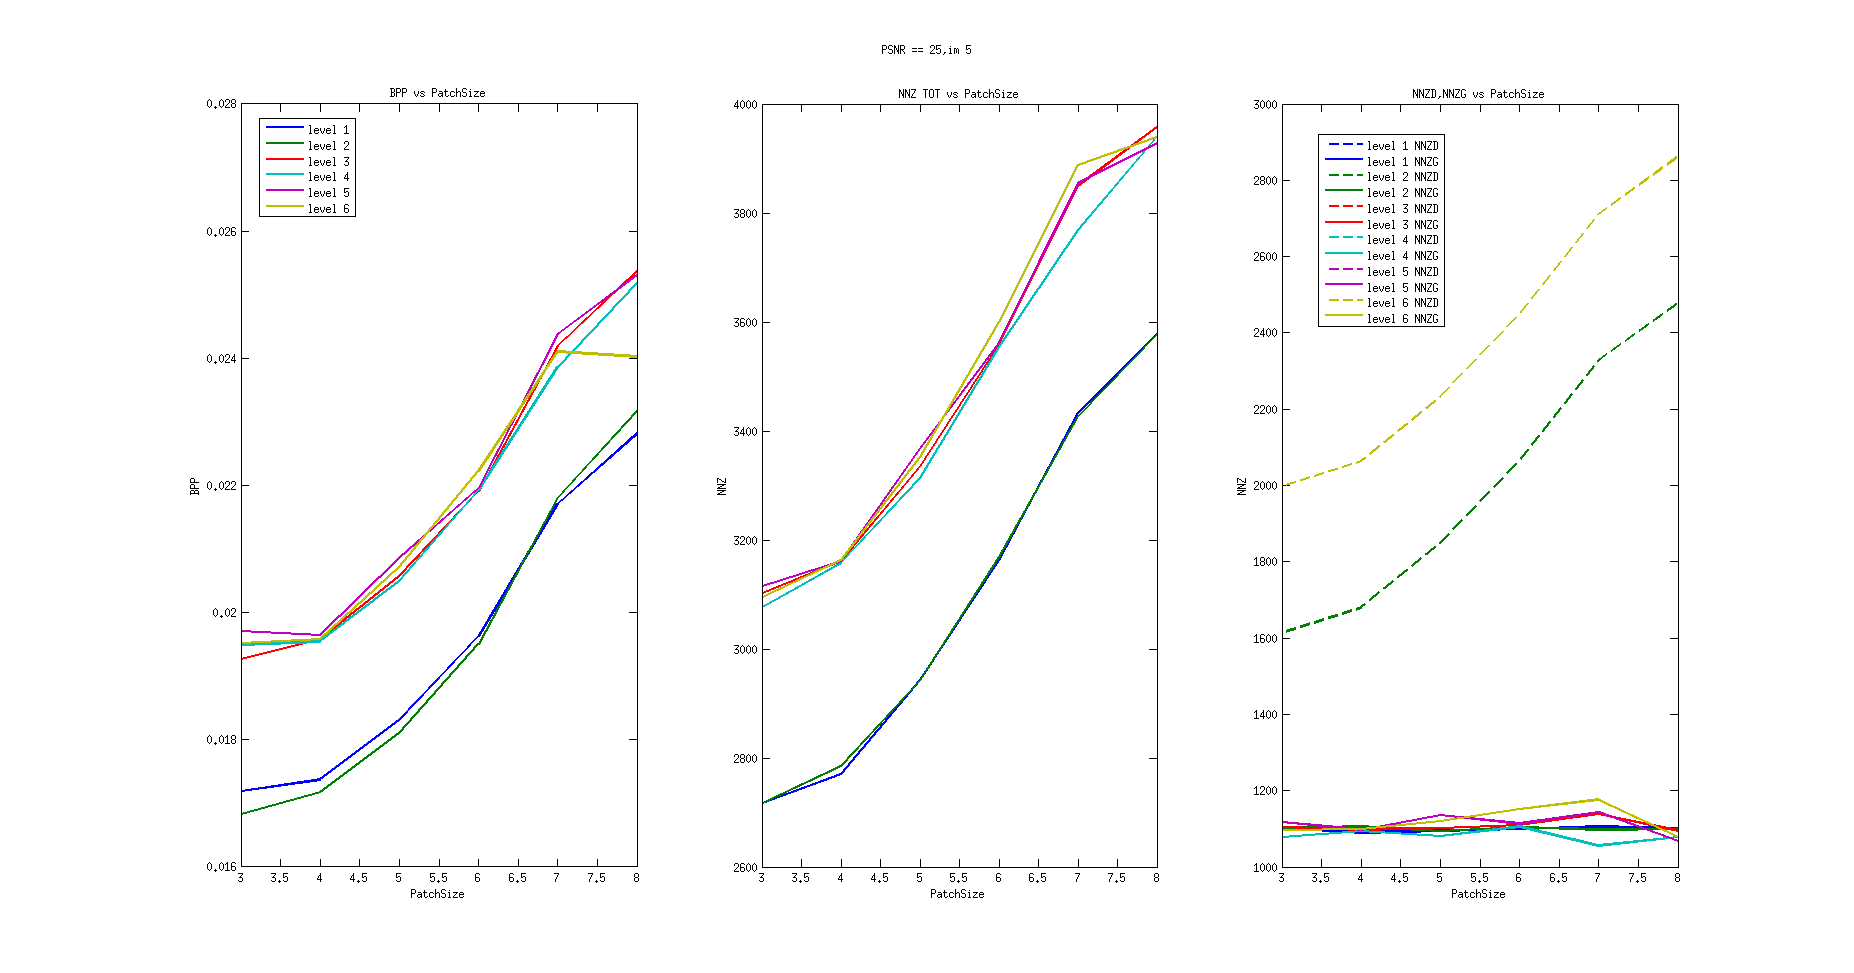 PSNR == 25,im 5
BPP vs PatchSize
0.028
0.026
0.024
0.022
0.02
0.018
0.016
BPP
level 1
level 2
level 3
level 4
level 5
level 6
3 3.5 4 4.5 5 5.5 6 6.5 7 7.5 8
PatchSize
NNZ TOT vs PatchSize
4000
3800
3600
3400
3200
3000
2800
2600
NNZ
3 3.5 4 4.5 5 5.5 6 6.5 7 7.5 8
PatchSize
NNZD,NNZG vs PatchSize
3000
2800
2600
2400
2200
2000
1800
1600
1400
1200
1000
NNZ
level 1 NNZD
level 1 NNZG
level 2 NNZD
level 2 NNZG
level 3 NNZD
level 3 NNZG
level 4 NNZD
level 4 NNZG
level 5 NNZD
level 5 NNZG
level 6 NNZD
level 6 NNZG
3 3.5 4 4.5 5 5.5 6 6.5 7 7.5 8
PatchSize